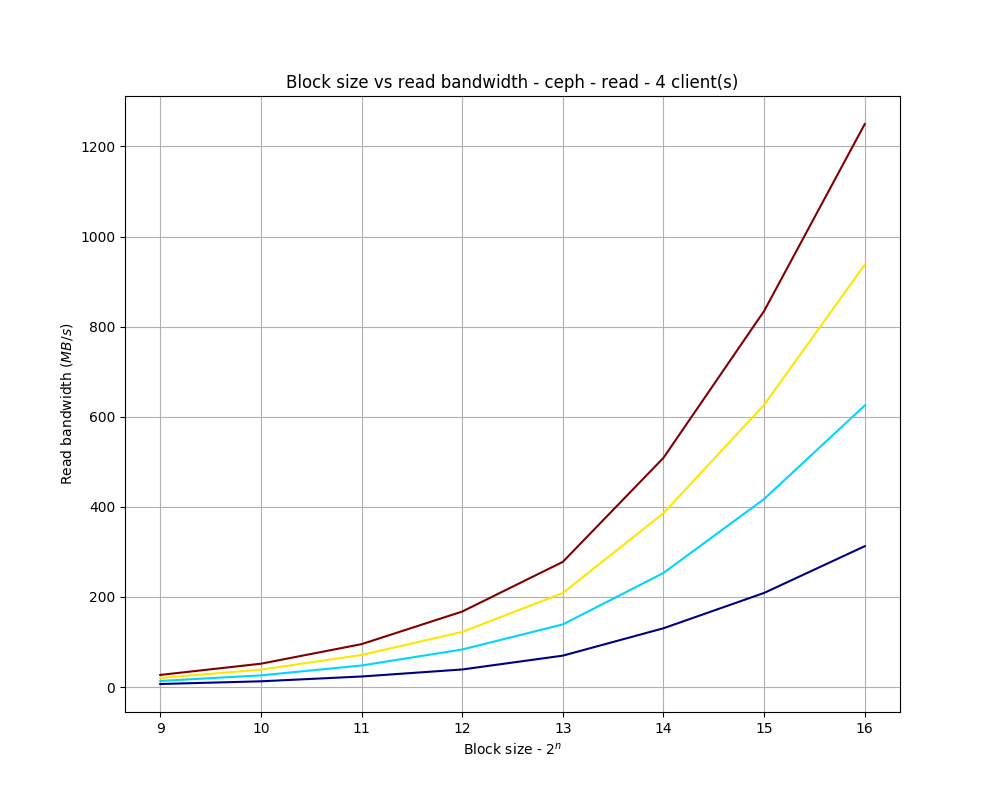 Block size vs read bandwidth - ceph - read - 4 client(s)
1200
1000
800
600
400
200
0
Read bandwidth (MB/s)
9 10 11 12 13 14 15 16
Block size - 2ⁿ